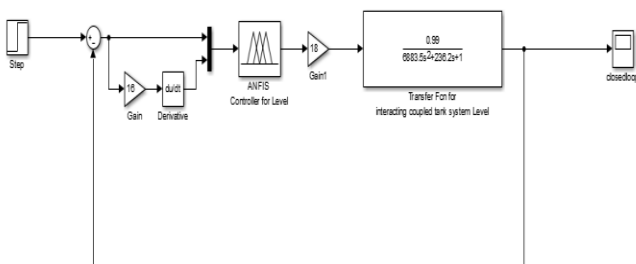 Step
+
-
16
Gain
du/dt
Derivative
ANFIS
Controller for Level
18
Gain1
0.99
6883.5s²+236.2s+1
Transfer Fcn for
interacting coupled tank system Level
closedloop